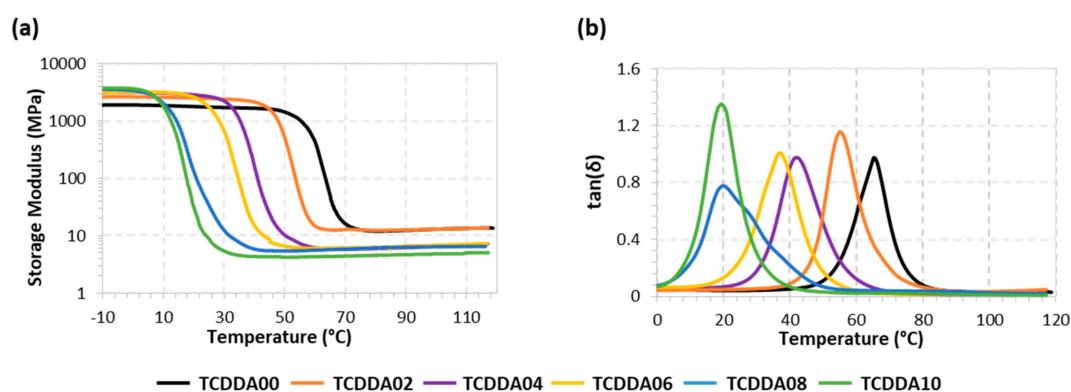 (a)
(b)
Storage Modulus (MPa)
10000
1000
100
10
1
-10 10 30 50 70 90 110
Temperature (°C)
tan(δ)
1.6
1.2
0.8
0.4
0
0 20 40 60 80 100 120
Temperature (°C)
TCDDA00 TCDDA02 TCDDA04 TCDDA06 TCDDA08 TCDDA10